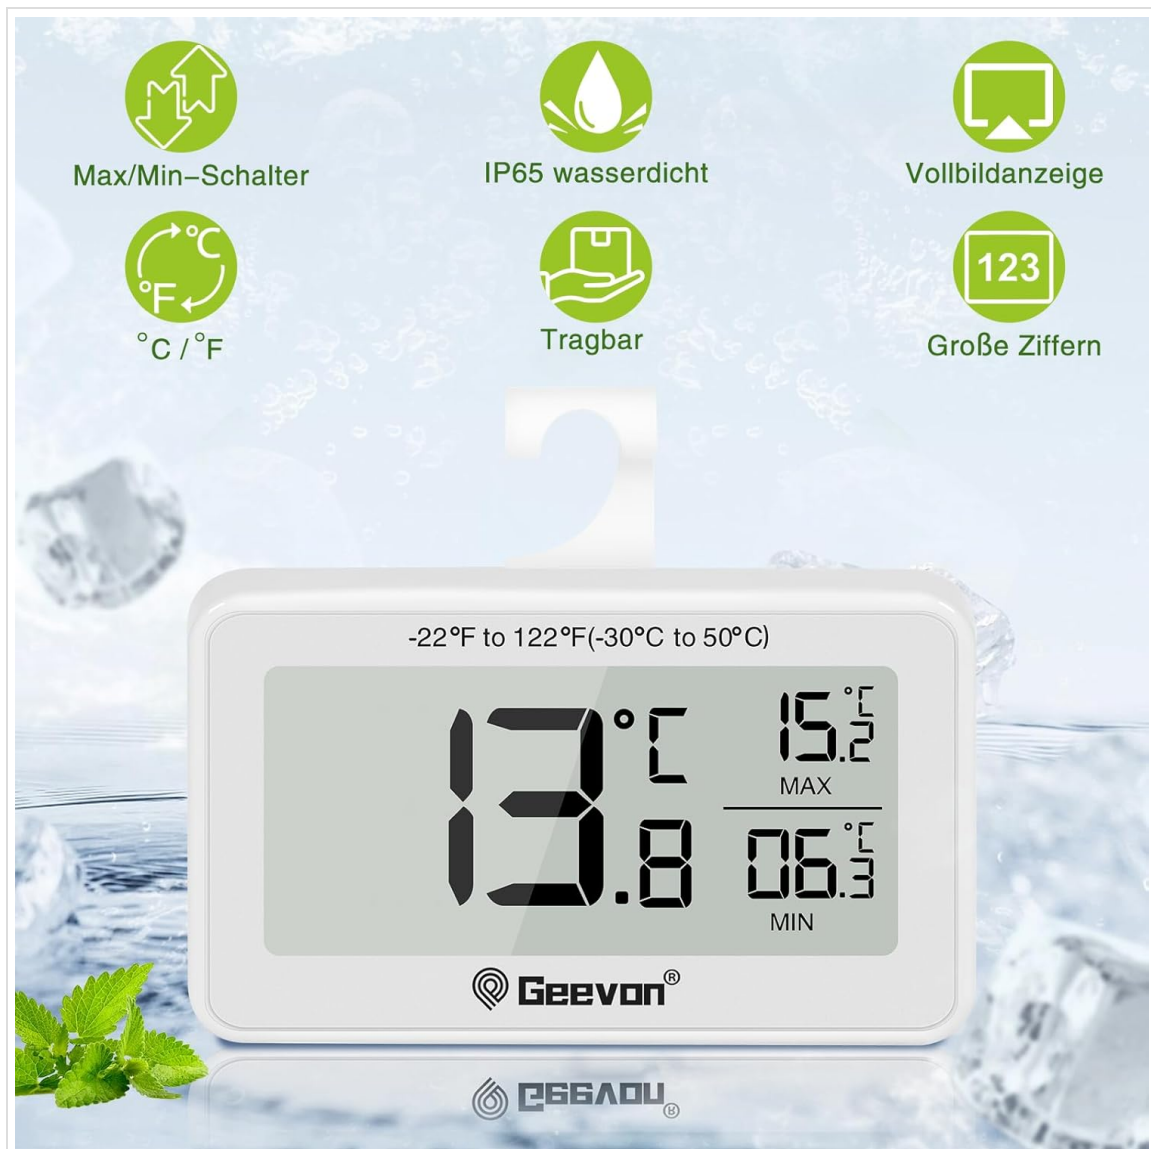 Max/Min-Schalter
IP65 wasserdicht
Vollbildanzeige
°C
°F
123
°C / °F
Tragbar
Große Ziffern
-22°F to 122°F(-30°C to 50°C)
13.8 °C
15.2 °C
MAX
06.3 °C
MIN
Geevon®